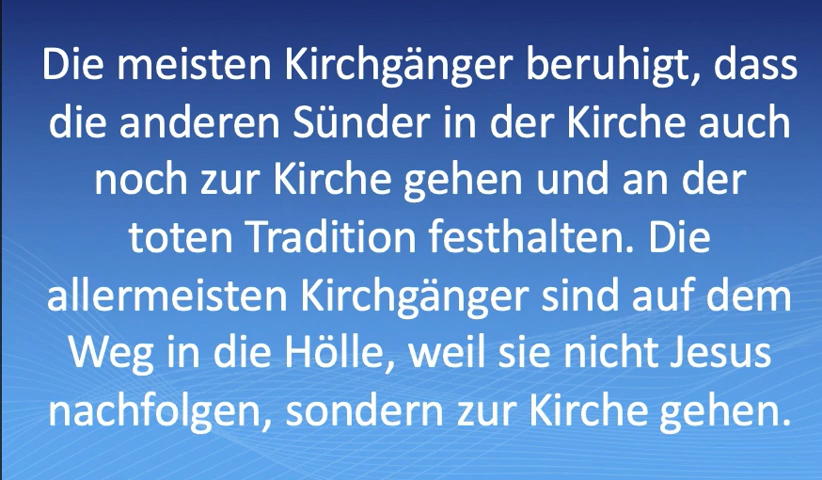 Die meisten Kirchgänger beruhigt, dass
die anderen Sünder in der Kirche auch
noch zur Kirche gehen und an der
toten Tradition festhalten. Die
allermeisten Kirchgänger sind auf dem
Weg in die Hölle, weil sie nicht Jesus
nachfolgen, sondern zur Kirche gehen.